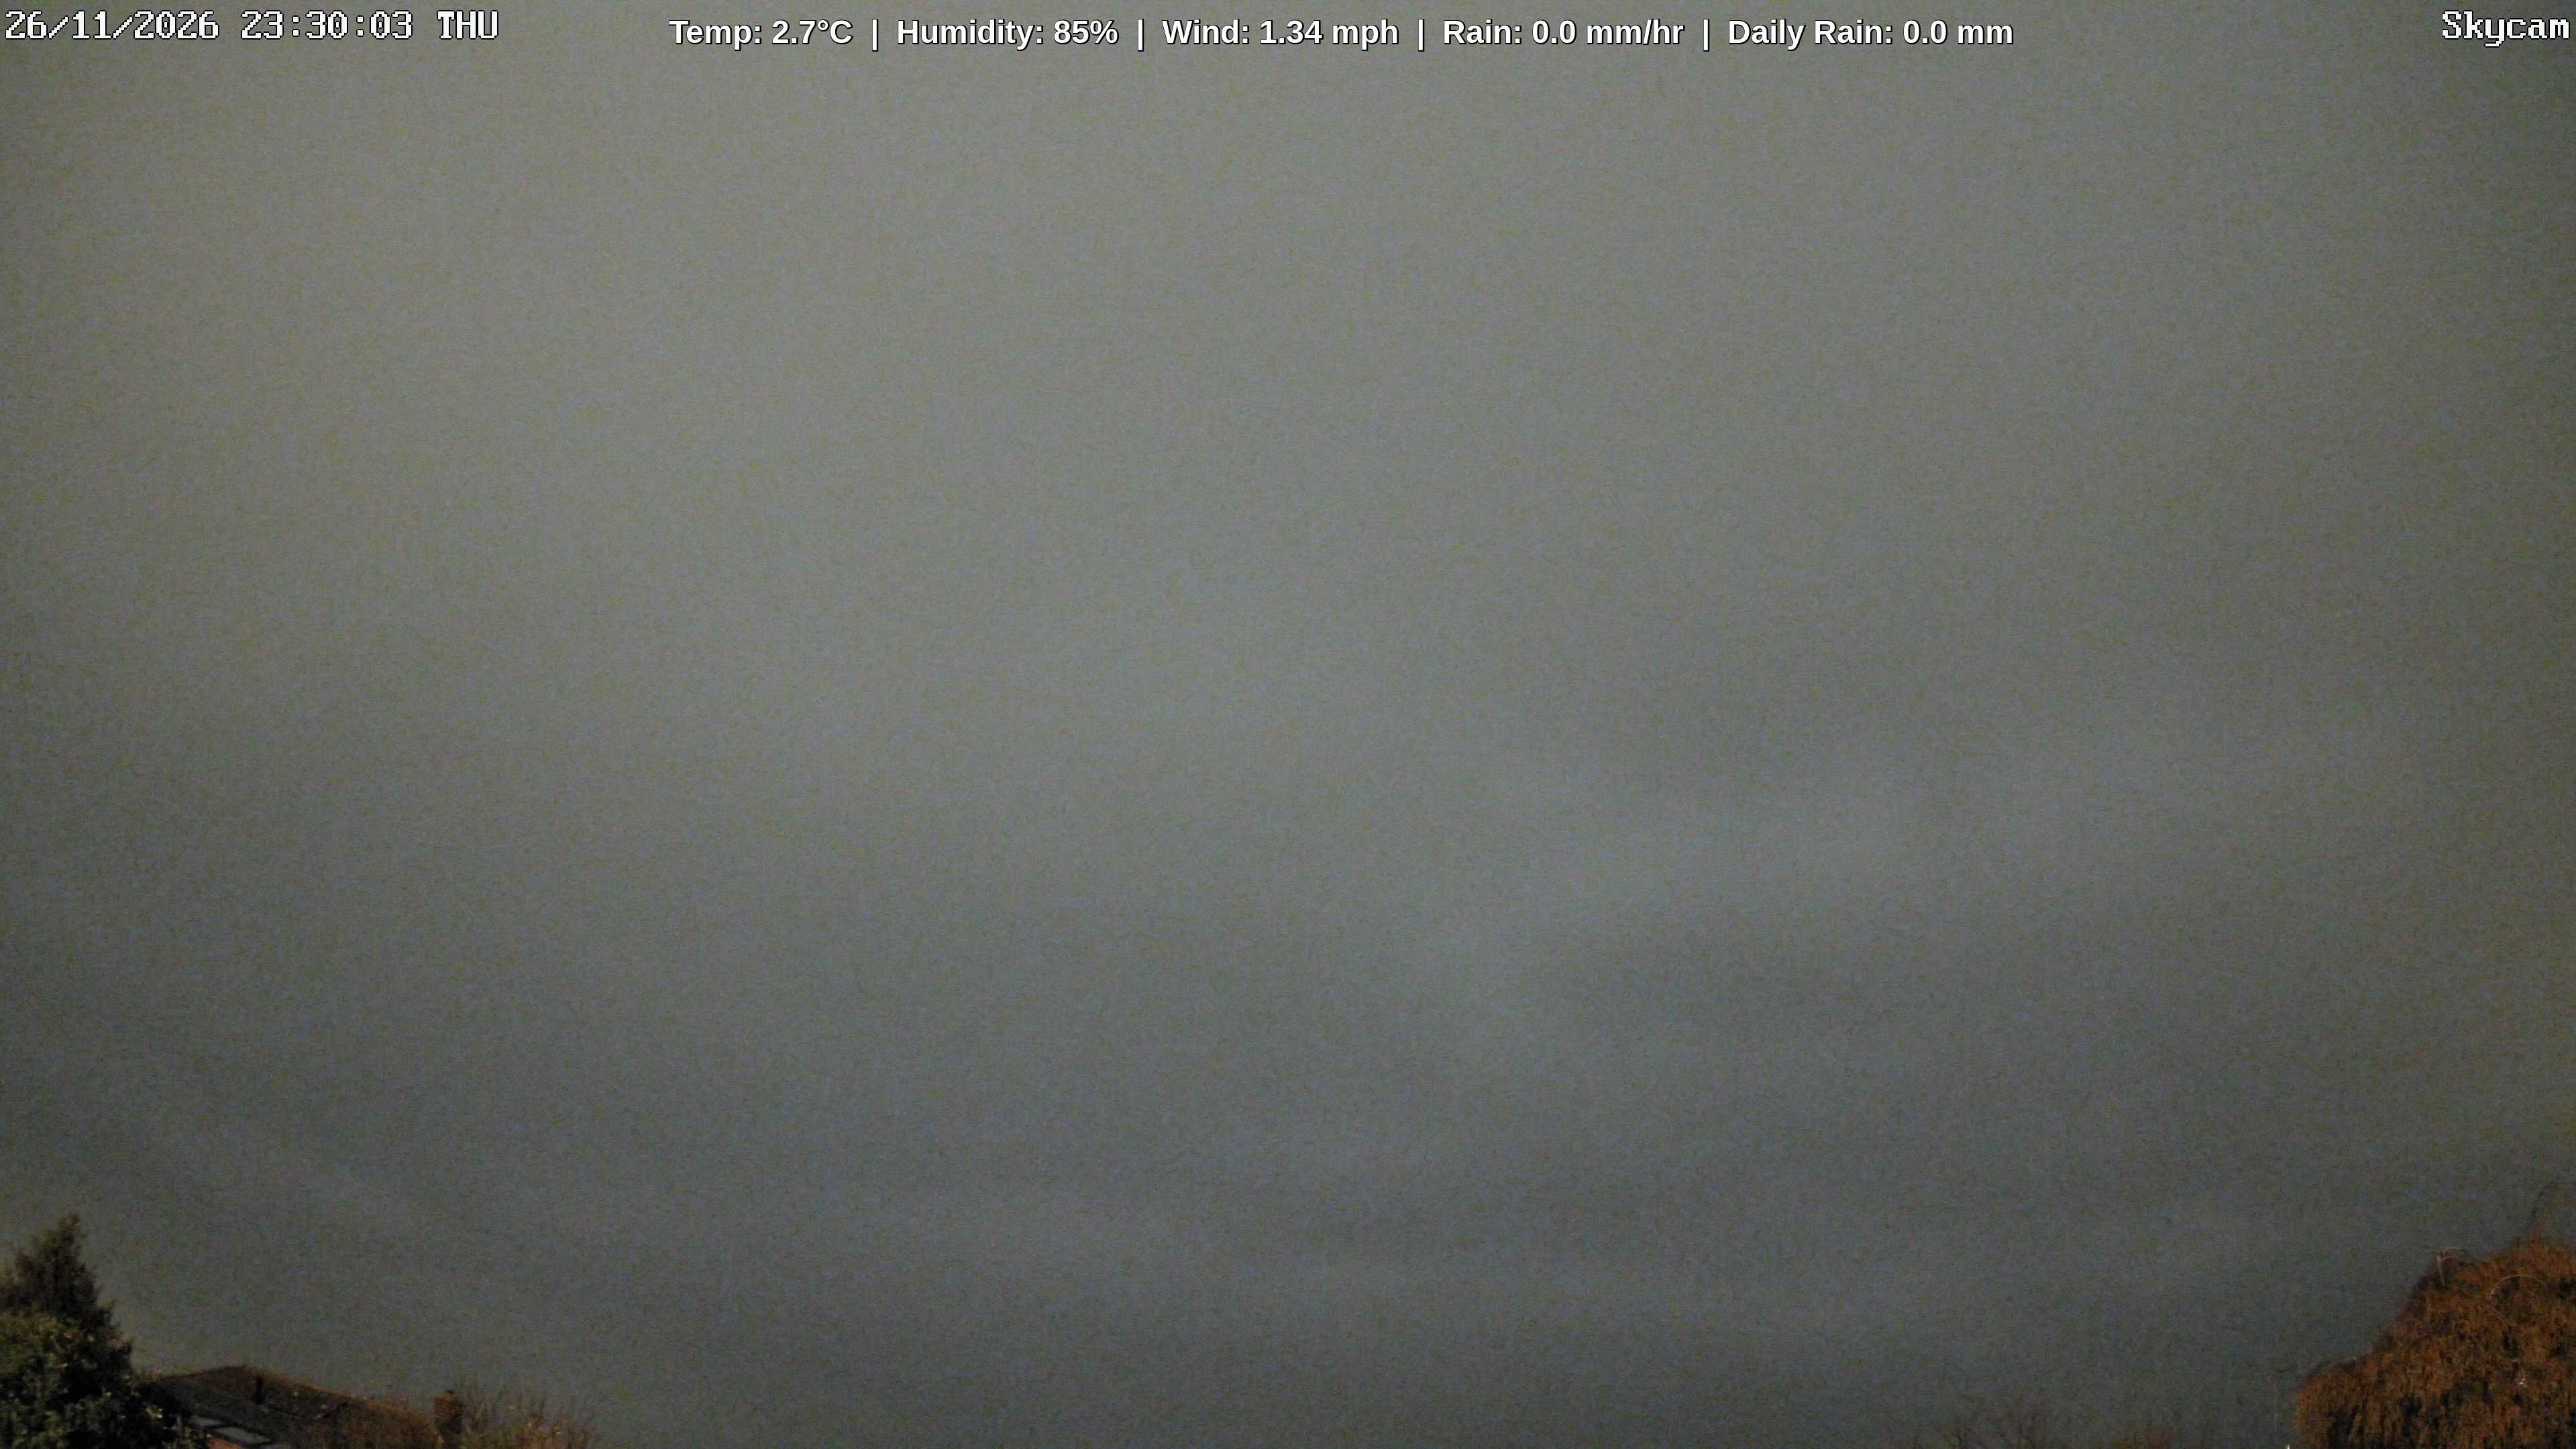 26/11/2026 23:30:03 THU
Temp: 2.7°C | Humidity: 85% | Wind: 1.34 mph | Rain: 0.0 mm/hr | Daily Rain: 0.0 mm
Skycam